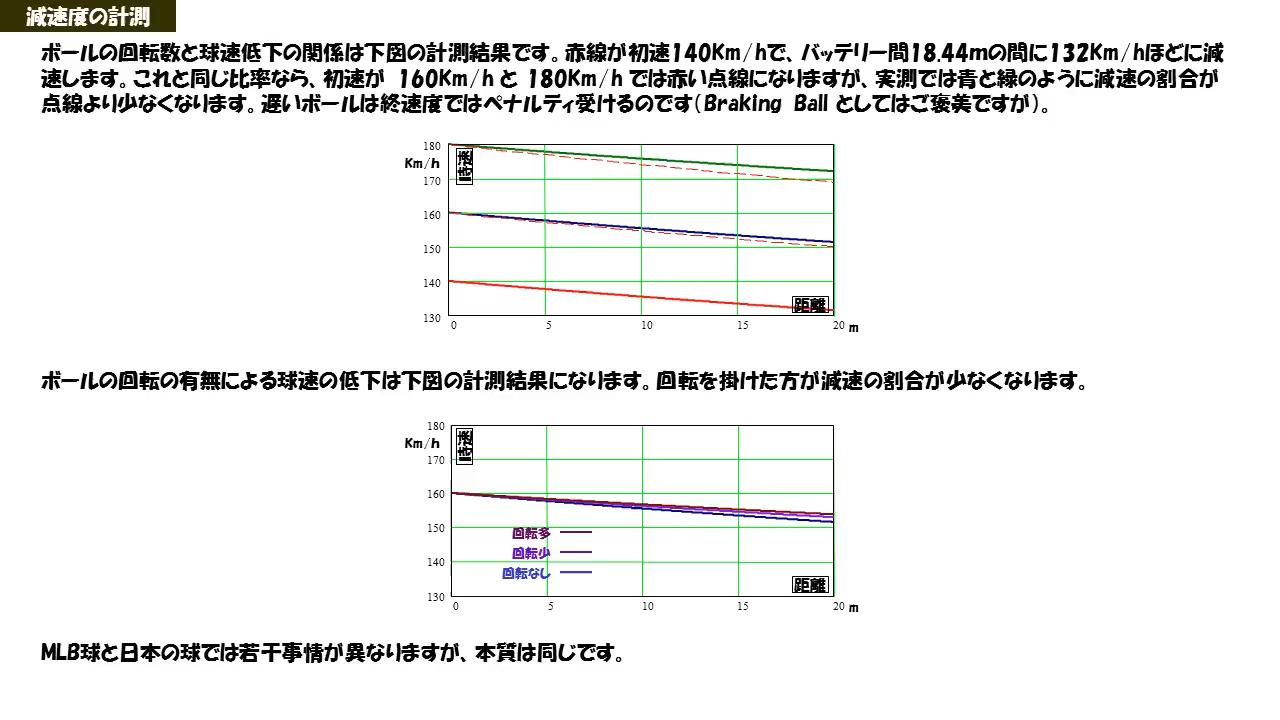 減速度の計測
ボールの回転数と球速低下の関係は下図の計測結果です。赤線が初速140Km/hで、バッテリー間18.44mの間に132Km/hほどに減
速します。これと同じ比率なら、初速が 160Km/h と 180Km/h では赤い点線になりますが、実測では青と緑のように減速の割合が
点線より少なくなります。遅いボールは終速度ではペナルティ受けるのです(Braking Ball としてはご褒美ですが)。
180
Km/h
時速
170
160
150
140
距離
130
0 5 10 15 20 m
ボールの回転の有無による球速の低下は下図の計測結果になります。回転を掛けた方が減速の割合が少なくなります。
180
Km/h
時速
170
160
150
回転多
回転少
140
回転なし
距離
130
0 5 10 15 20 m
MLB球と日本の球では若干事情が異なりますが、本質は同じです。